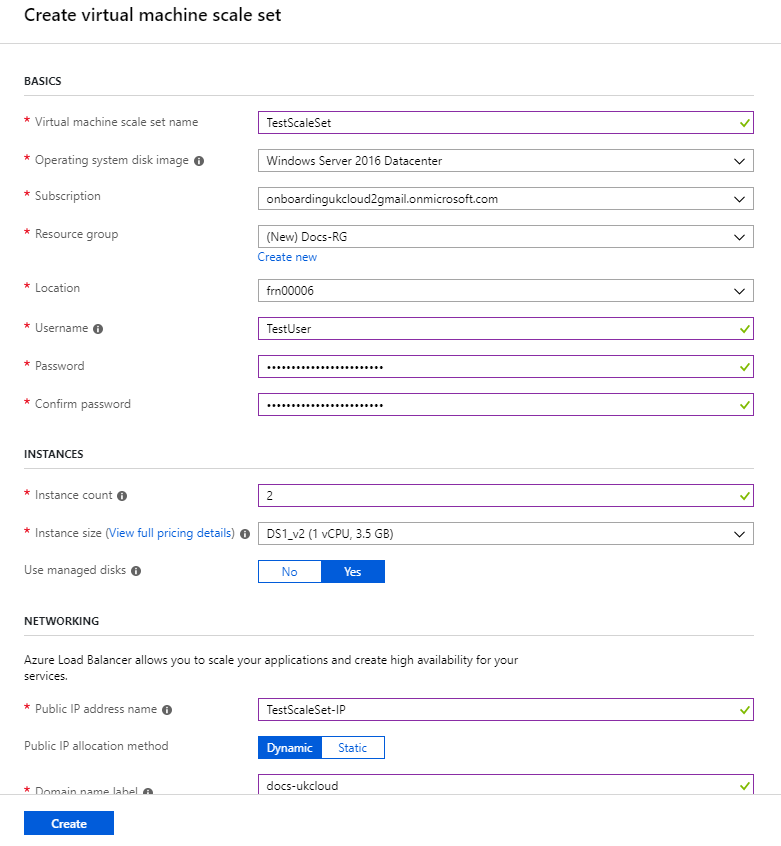 Create virtual machine scale set
BASICS
* Virtual machine scale set name
TestScaleSet
* Operating system disk image
Windows Server 2016 Datacenter
* Subscription
onboardingukcloud2gmail.onmicrosoft.com
* Resource group
(New) Docs-RG
Create new
* Location
frn00006
* Username
TestUser
* Password
••••••••••••••••••••••••
* Confirm password
••••••••••••••••••••••••
INSTANCES
* Instance count
2
* Instance size (View full pricing details)
DS1_v2 (1 vCPU, 3.5 GB)
Use managed disks
No Yes
NETWORKING
Azure Load Balancer allows you to scale your applications and create high availability for your
services.
* Public IP address name
TestScaleSet-IP
Public IP allocation method
Dynamic Static
* Domain name label
docs-ukcloud
Create